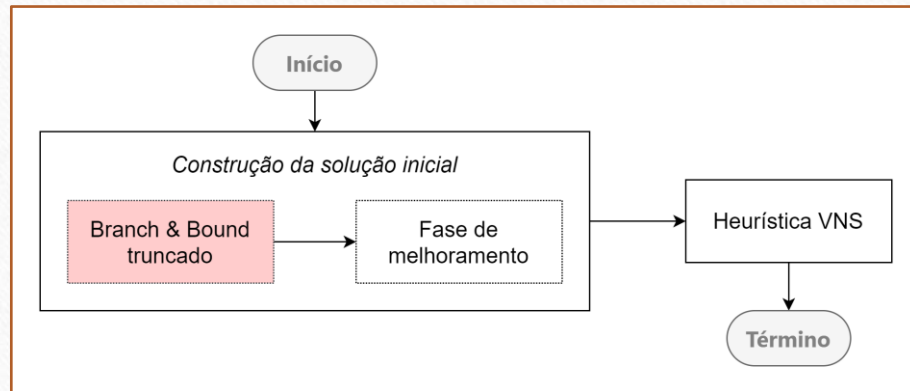 Início
Construção da solução inicial
Branch & Bound
truncado
Fase de
melhoramento
Heurística VNS
Término